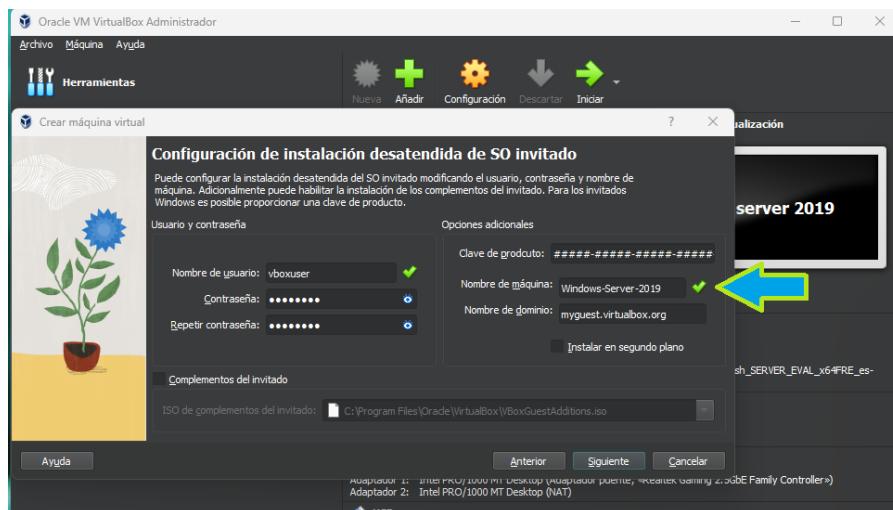 Oracle VM VirtualBox Administrador
Archivo Máquina Ayuda
Herramientas
Nueva Añadir Configuración Descartar Iniciar
Crear máquina virtual
ualización
Configuración de instalación desatendida de SO invitado
Puede configurar la instalación desatendida del SO invitado modificando el usuario, contraseña y nombre de
máquina. Adicionalmente puede habilitar la instalación de los complementos del invitado. Para los invitados
Windows es posible proporcionar una clave de producto.
server 2019
Usuario y contraseña
Nombre de usuario: vboxuser
Contraseña: ●●●●●●●●
Repetir contraseña: ●●●●●●●●
Opciones adicionales
Clave de prodcuto: #####-#####-#####-#####
Nombre de máquina: Windows-Server-2019
Nombre de dominio: myguest.virtualbox.org
Instalar en segundo plano
sh_SERVER_EVAL_x64FRE_es-
Complementos del invitado
ISO de complementos del invitado: C:\Program Files\Oracle\VirtualBox\VBoxGuestAdditions.iso
Ayuda Anterior Siguiente Cancelar
Adaptador 1: Intel PRO/1000 MT Desktop (Adaptador puente, «Realtek Gaming 2.5GbE Family Controller»)
Adaptador 2: Intel PRO/1000 MT Desktop (NAT)